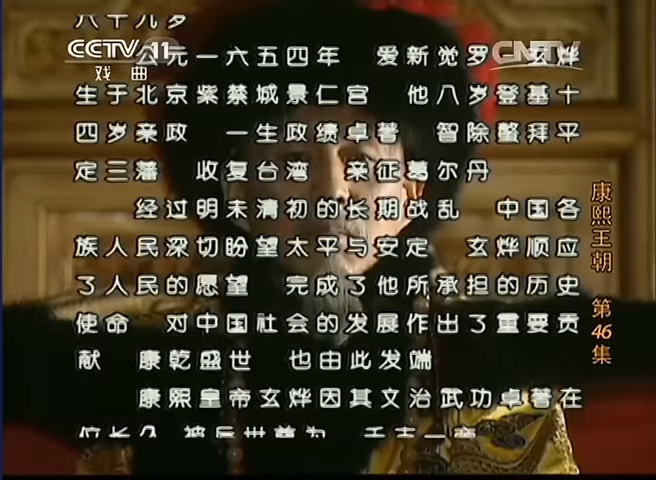 CCTV 11
戏曲
CNTV
公元一六五四年 爱新觉罗 玄烨
生于北京紫禁城景仁宫 他八岁登基十
四岁亲政 一生政绩卓著 智除鳌拜平
定三藩 收复台湾 亲征葛尔丹
经过明末清初的长期战乱 中国各
族人民深切盼望太平与安定 玄烨顺应
了人民的愿望 完成了他所承担的历史
使命 对中国社会的发展作出了重要贡
献 康乾盛世 也由此发端
康熙皇帝玄烨因其文治武功卓著在
康熙王朝 第46集